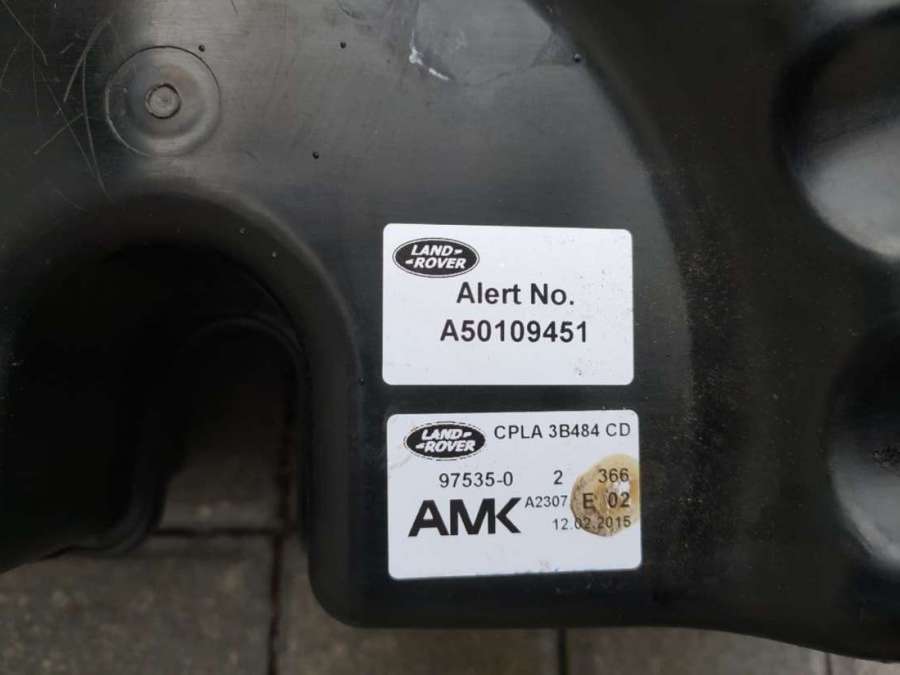 LAND-
-ROVER
Alert No.
A50109451
LAND-
-ROVER
CPLA 3B484 CD
97535-0 2 366
AMK A2307 E 02
12.02.2015